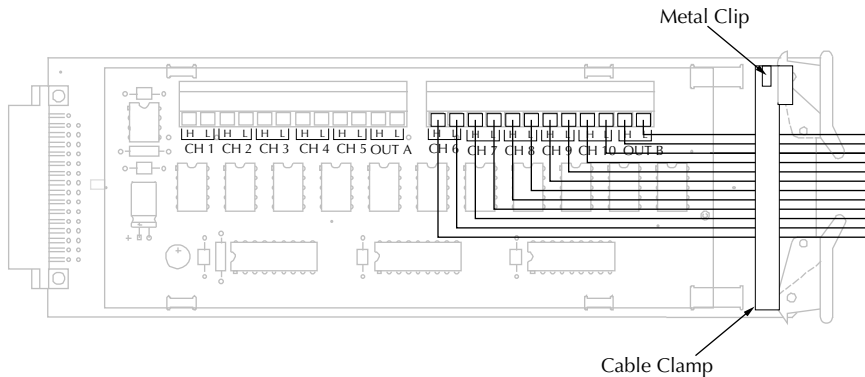 Metal Clip
H L H L H L H L H L H L H L H L H L H L H L H L
CH 1 CH 2 CH 3 CH 4 CH 5 OUT A CH 6 CH 7 CH 8 CH 9 CH 10 OUT B
Cable Clamp